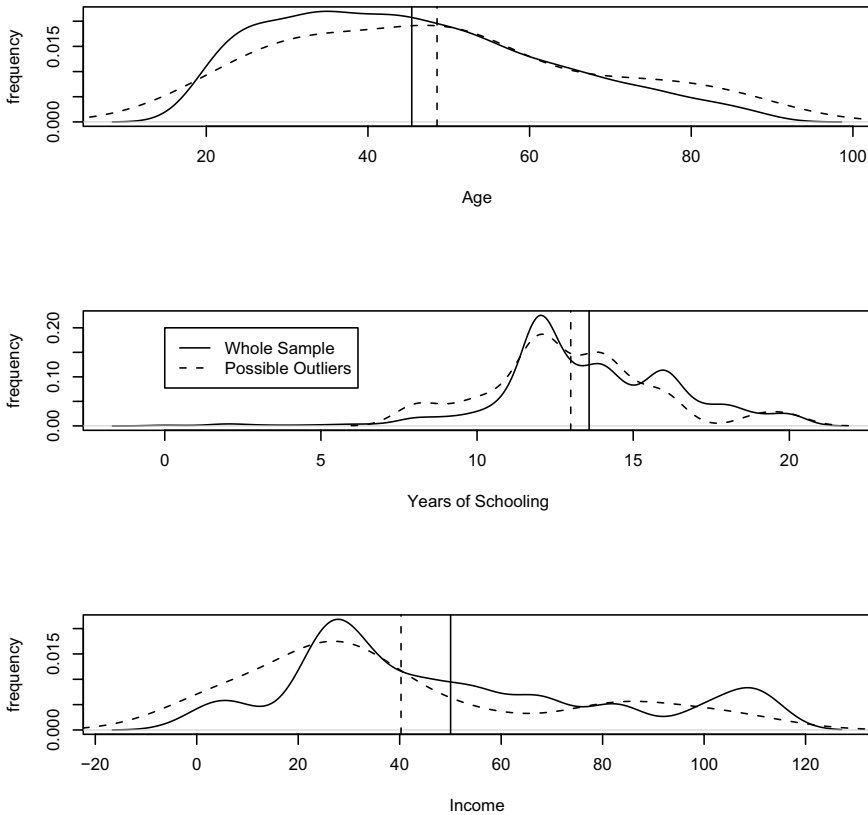 frequency
0.015
0.000
20 40 60 80 100
Age
frequency
0.20
0.10
0.00
Whole Sample
Possible Outliers
0 5 10 15 20
Years of Schooling
frequency
0.015
0.000
−20 0 20 40 60 80 100 120
Income